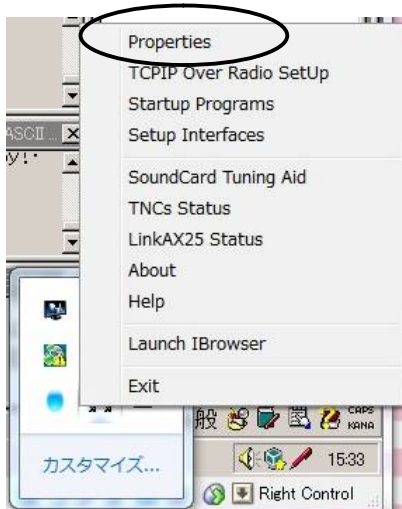 Properties
TCPIP Over Radio SetUp
Startup Programs
ASCII ...
Setup Interfaces
y!·
SoundCard Tuning Aid
TNCs Status
LinkAX25 Status
About
Help
Launch IBrowser
Exit
般
CAPS
KANA
カスタマイズ...
15:33
Right Control